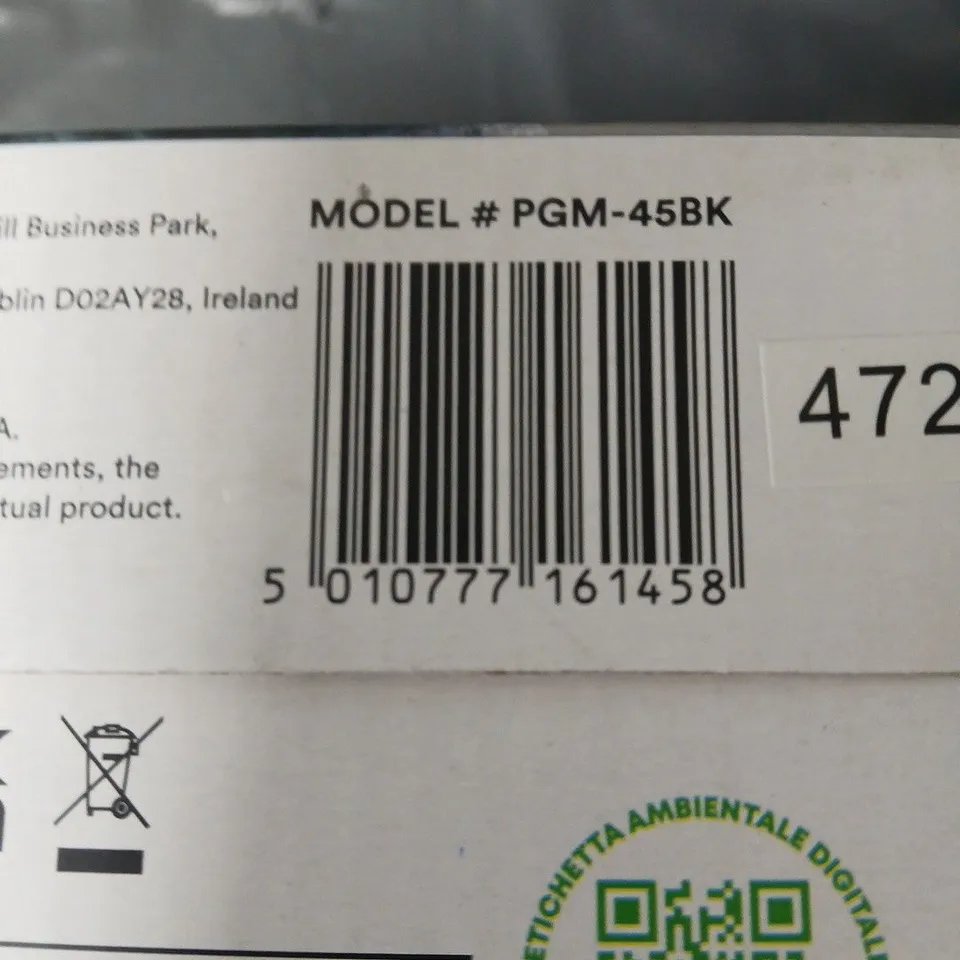 ill Business Park,
MODEL # PGM-45BK
blin D02AY28, Ireland
472
A.
ements, the
tual product.
5 010777 161458
ETICHETTA AMBIENTALE DIGITAL